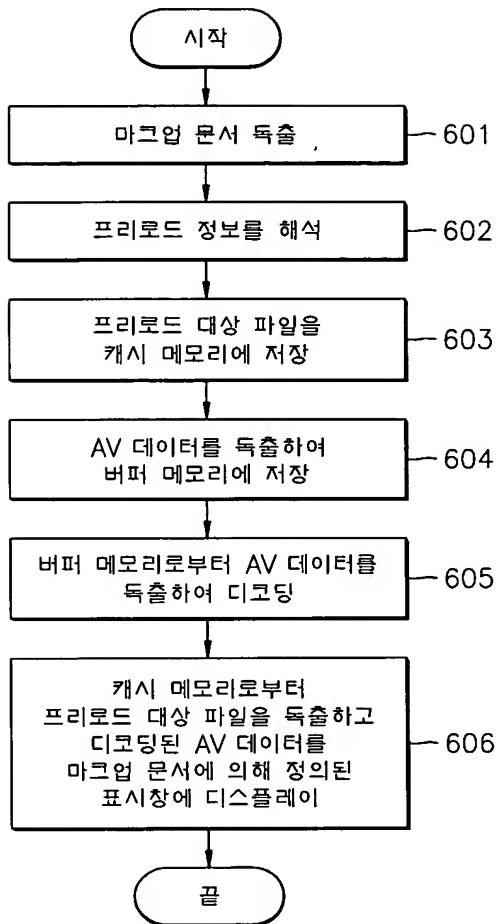 시작
마크업 문서 독출
601
프리로드 정보를 해석
602
프리로드 대상 파일을
캐시 메모리에 저장
603
AV 데이터를 독출하여
버퍼 메모리에 저장
604
버퍼 메모리로부터 AV 데이터를
독출하여 디코딩
605
캐시 메모리로부터
프리로드 대상 파일을 독출하고
디코딩된 AV 데이터를
마크업 문서에 의해 정의된
표시창에 디스플레이
606
끝